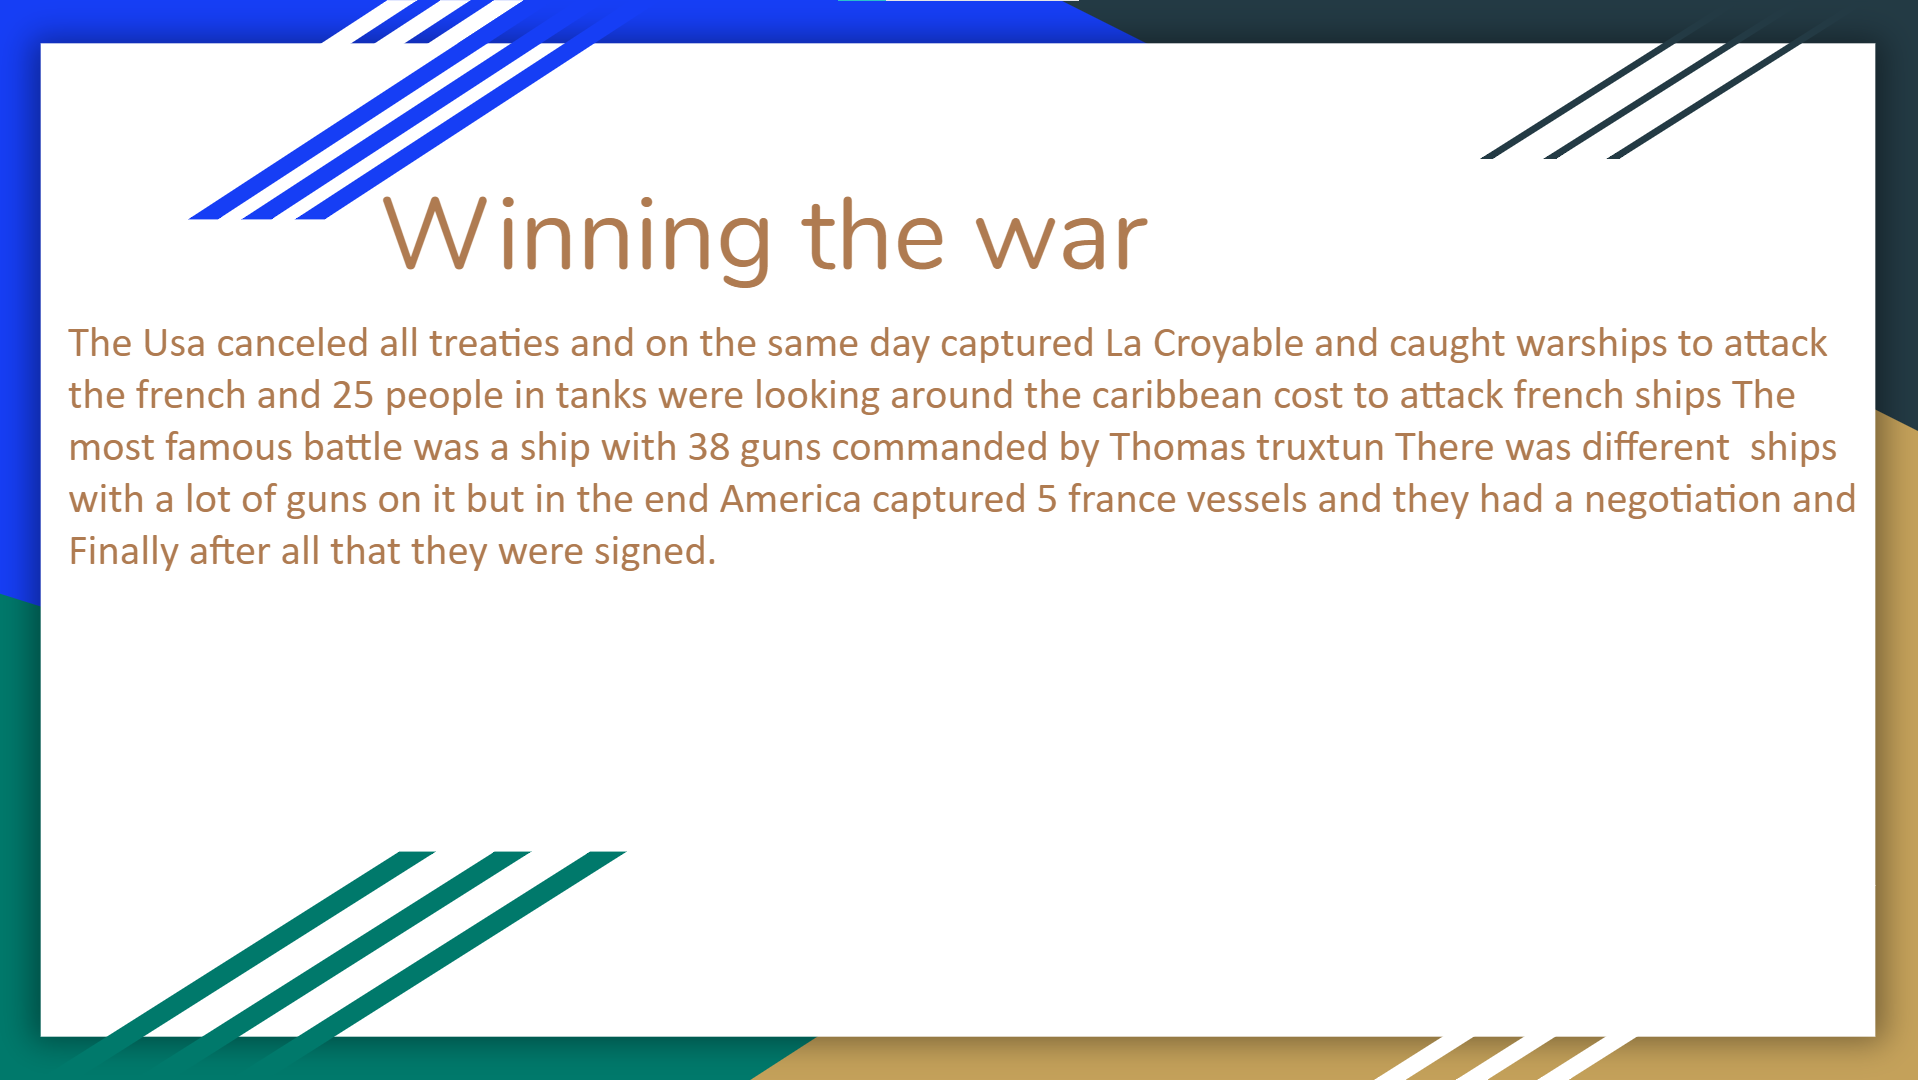 Winning the war
The Usa canceled all treaties and on the same day captured La Croyable and caught warships to attack
the french and 25 people in tanks were looking around the caribbean cost to attack french ships The
most famous battle was a ship with 38 guns commanded by Thomas truxtun There was different  ships
with a lot of guns on it but in the end America captured 5 france vessels and they had a negotiation and
Finally after all that they were signed.